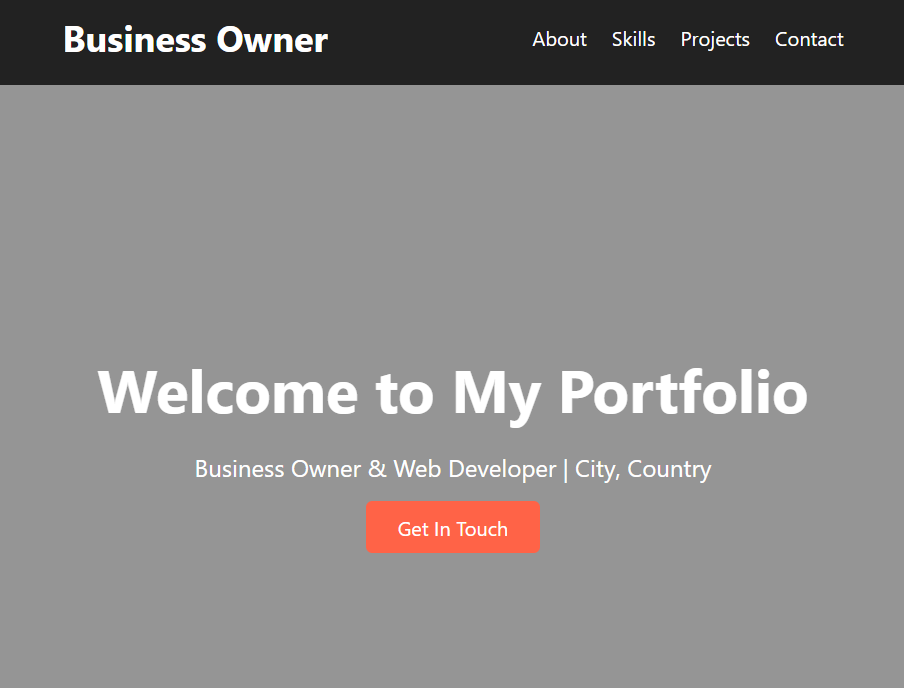 Business Owner
About Skills Projects Contact
Welcome to My Portfolio
Business Owner & Web Developer | City, Country
Get In Touch